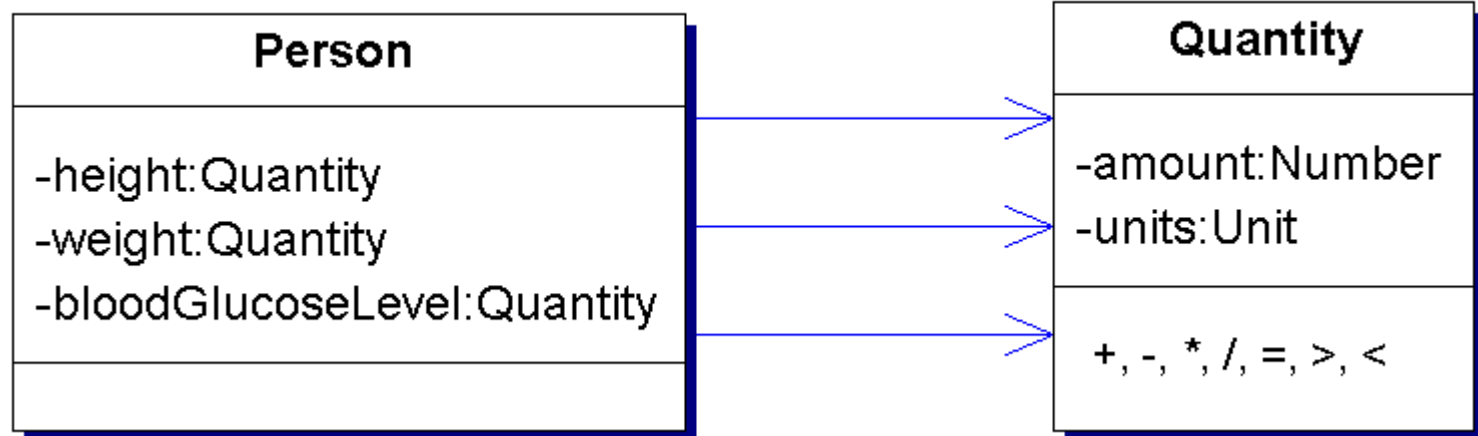 Person
-height:Quantity
-weight:Quantity
-bloodGlucoseLevel:Quantity
Quantity
-amount:Number
-units:Unit
+, -, *, /, =, >, <